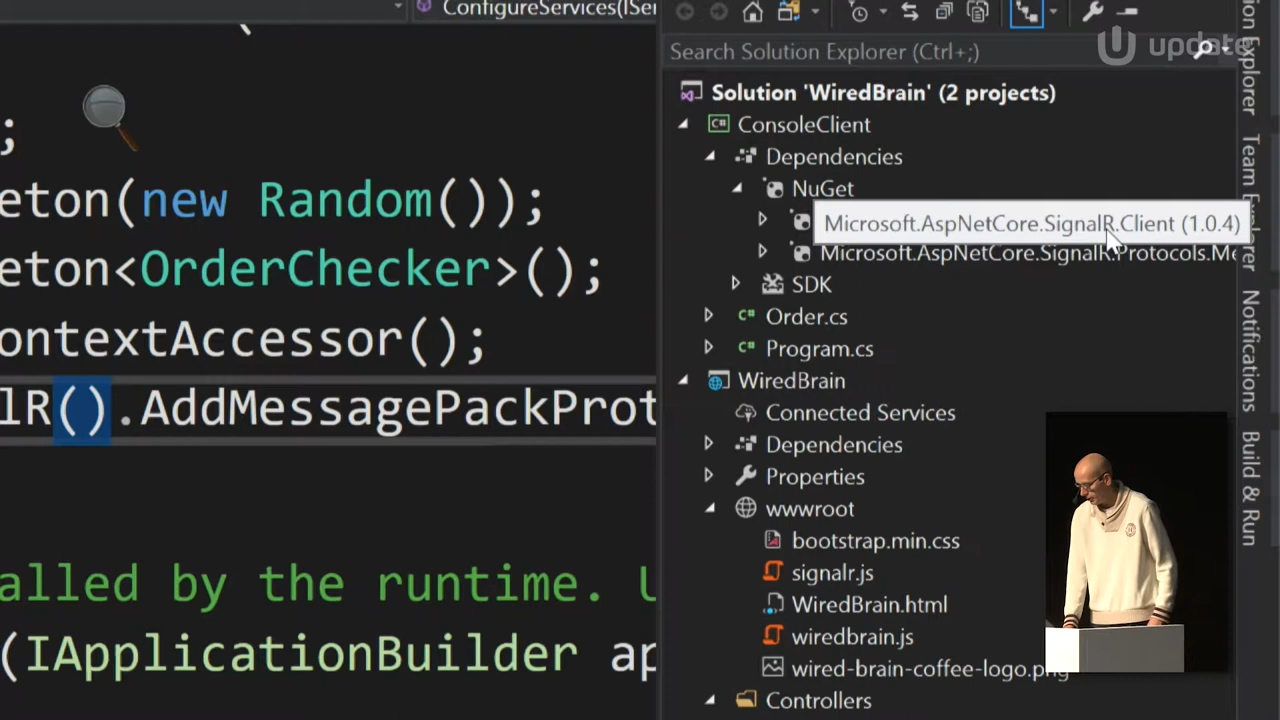 ConfigureServices(ISer
;
eton(new Random());
eton<OrderChecker>();
ontextAccessor();
lR().AddMessagePackProt
alled by the runtime. U
(IApplicationBuilder ap
Search Solution Explorer (Ctrl+;)
update
Solution 'WiredBrain' (2 projects)
ConsoleClient
Dependencies
NuGet
Microsoft.AspNetCore.SignalR.Client (1.0.4)
Microsoft.AspNetCore.SignalR.Protocols.Me
SDK
Order.cs
Program.cs
WiredBrain
Connected Services
Dependencies
Properties
wwwroot
bootstrap.min.css
signalr.js
WiredBrain.html
wiredbrain.js
wired-brain-coffee-logo.png
Controllers
on Explorer
Team Explorer
Notifications
Build & Run